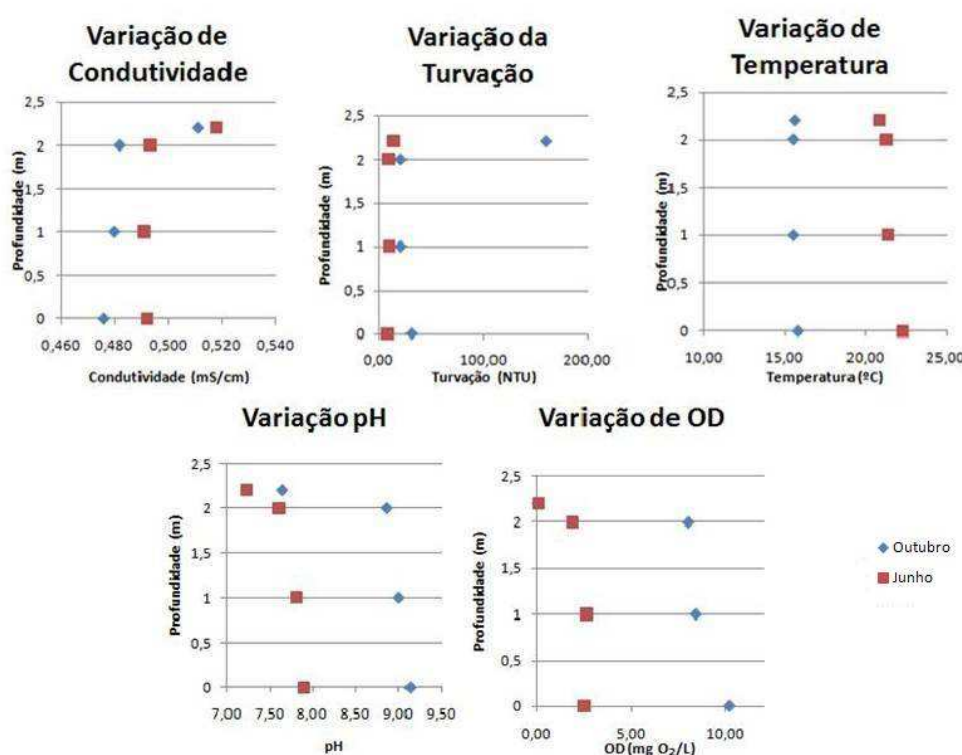 Variação de
Condutividade
2,5
2
1,5
1
0,5
0
Profundidade (m)
0,460 0,480 0,500 0,520 0,540
Condutividade (mS/cm)
Variação da
Turvação
2,5
2
1,5
1
0,5
0
Profundidade (m)
0,00 100,00 200,00
Turvação (NTU)
Variação de
Temperatura
2,5
2
1,5
1
0,5
0
Profundidade (m)
10,00 15,00 20,00 25,00
Temperatura (ºC)
Variação pH
2,5
2
1,5
1
0,5
0
Profundidade (m)
7,00 7,50 8,00 8,50 9,00 9,50
pH
Variação de OD
2,5
2
1,5
1
0,5
0
Profundidade (m)
0,00 5,00 10,00
OD (mg O₂/L)
Outubro
Junho